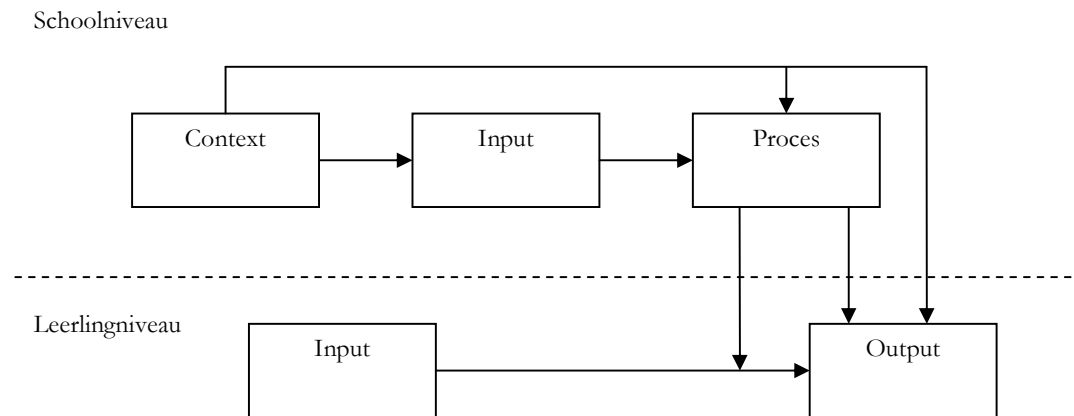 Schoolniveau
Context
Input
Proces
Leerlingniveau
Input
Output